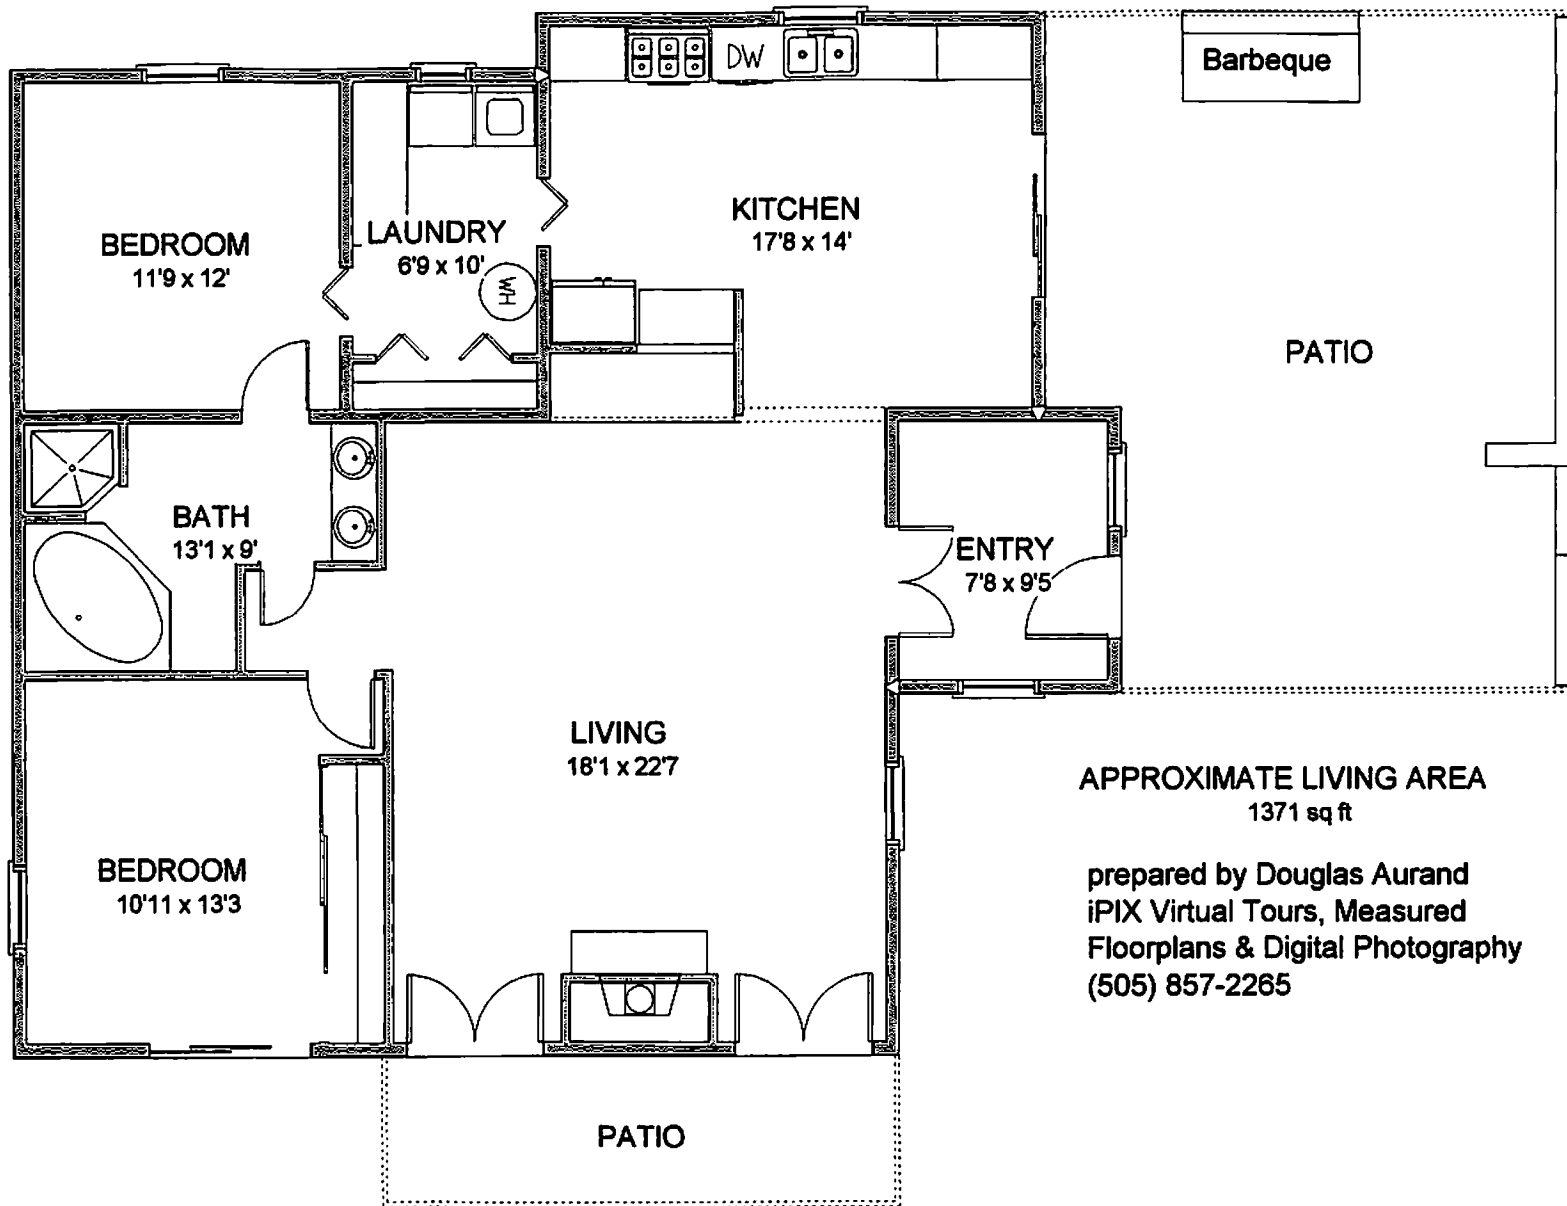 Barbeque
DW
KITCHEN
17'8 x 14'
LAUNDRY
6'9 x 10'
BEDROOM
11'9 x 12'
WH
PATIO
BATH
13'1 x 9'
ENTRY
7'8 x 9'5
LIVING
18'1 x 22'7
APPROXIMATE LIVING AREA
1371 sq ft
BEDROOM
10'11 x 13'3
prepared by Douglas Aurand
iPIX Virtual Tours, Measured
Floorplans & Digital Photography
(505) 857-2265
PATIO